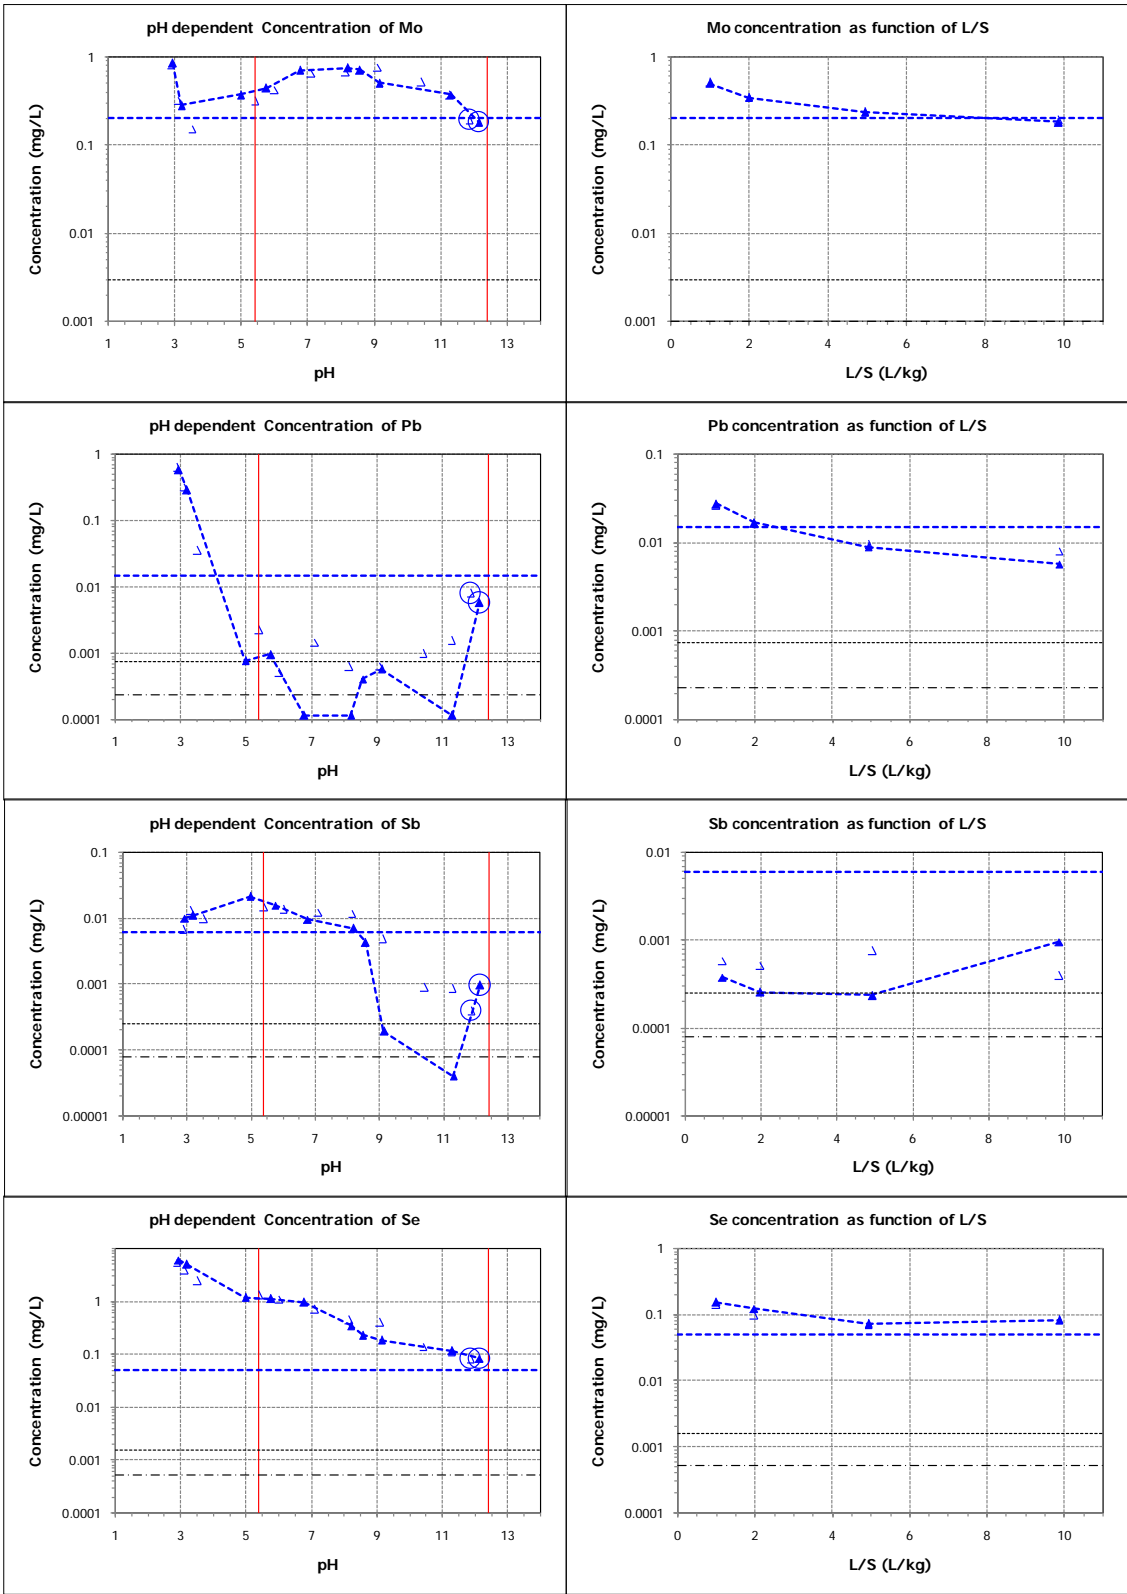 pH dependent Concentration of Mo
Concentration (mg/L)
1
0.1
0.01
0.001
1 3 5 7 9 11 13
pH
Mo concentration as function of L/S
Concentration (mg/L)
1
0.1
0.01
0.001
0 2 4 6 8 10
L/S (L/kg)
pH dependent Concentration of Pb
Concentration (mg/L)
1
0.1
0.01
0.001
0.0001
1 3 5 7 9 11 13
pH
Pb concentration as function of L/S
Concentration (mg/L)
0.1
0.01
0.001
0.0001
0 2 4 6 8 10
L/S (L/kg)
pH dependent Concentration of Sb
Concentration (mg/L)
0.1
0.01
0.001
0.0001
0.00001
1 3 5 7 9 11 13
pH
Sb concentration as function of L/S
Concentration (mg/L)
0.01
0.001
0.0001
0.00001
0 2 4 6 8 10
L/S (L/kg)
pH dependent Concentration of Se
Concentration (mg/L)
1
0.1
0.01
0.001
0.0001
1 3 5 7 9 11 13
pH
Se concentration as function of L/S
Concentration (mg/L)
1
0.1
0.01
0.001
0.0001
0 2 4 6 8 10
L/S (L/kg)